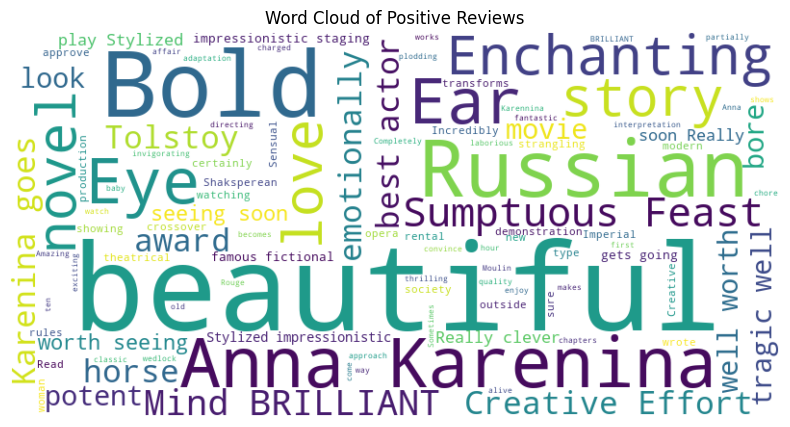 Word Cloud of Positive Reviews
play Stylized
impressionistic staging
works
BRILLIANT
partially
approve
affair
charged
adaptation
plodding
Enchanting
look
Bold
best actor
transforms
Ear
story
novel
Tolstoy
directing
love
emotionally
Karennina
fantastic
Anna
shows
Incredibly
movie
interpretation
soon Really
bore
Karenina goes
production
invigorating
Sensual
Completely
laborious
strangling
modern
Eye
certainly
Russian
baby
Shaksperean
watching
chore
watch
seeing soon
crossover
becomes
Sumptuous Feast
showing
award
theatrical
opera
demonstration
Imperial
rental
new
first
Amazing
exciting
famous fictional
convince
hour
type
gets going
beautiful
thrilling
Moulin
society
quality
enjoy
makes
outside
sure
Creatively
well worth
tragic well
ten
old
Rouge
rules
worth seeing
Stylized impressionistic
Sometimes
Really clever
chapters
wrote
Read
classic
wedlock
horse
Anna Karenina
approach
come
way
woman
potent
Mind BRILLIANT
alive
Creative Effort